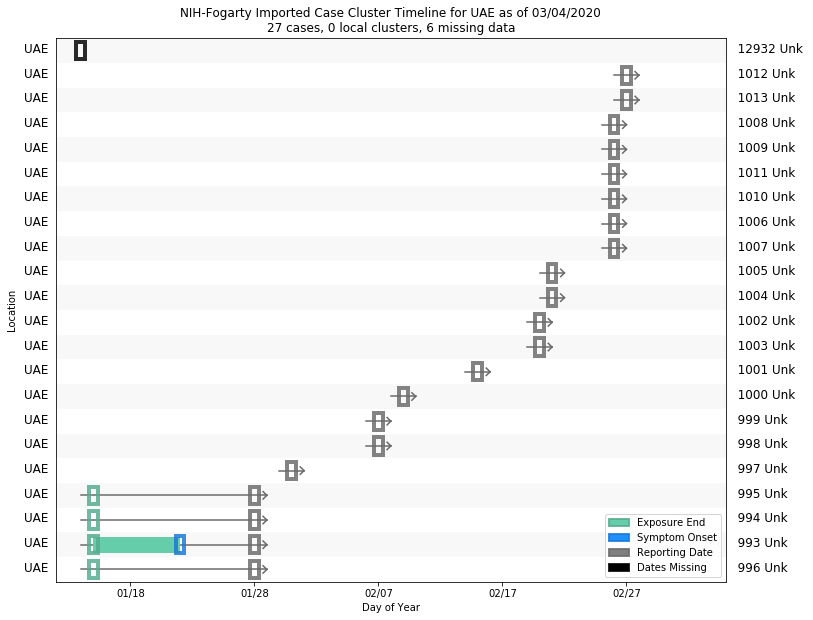 NIH-Fogarty Imported Case Cluster Timeline for UAE as of 03/04/2020
27 cases, 0 local clusters, 6 missing data
UAE 12932 Unk
UAE 1012 Unk
UAE 1013 Unk
UAE 1008 Unk
UAE 1009 Unk
UAE 1011 Unk
UAE 1010 Unk
UAE 1006 Unk
UAE 1007 Unk
UAE 1005 Unk
UAE 1004 Unk
UAE 1002 Unk
UAE 1003 Unk
UAE 1001 Unk
UAE 1000 Unk
UAE 999 Unk
UAE 998 Unk
UAE 997 Unk
UAE 995 Unk
UAE 994 Unk
UAE 993 Unk
UAE 996 Unk
Location
Exposure End
Symptom Onset
Reporting Date
Dates Missing
01/18 01/28 02/07 02/17 02/27
Day of Year